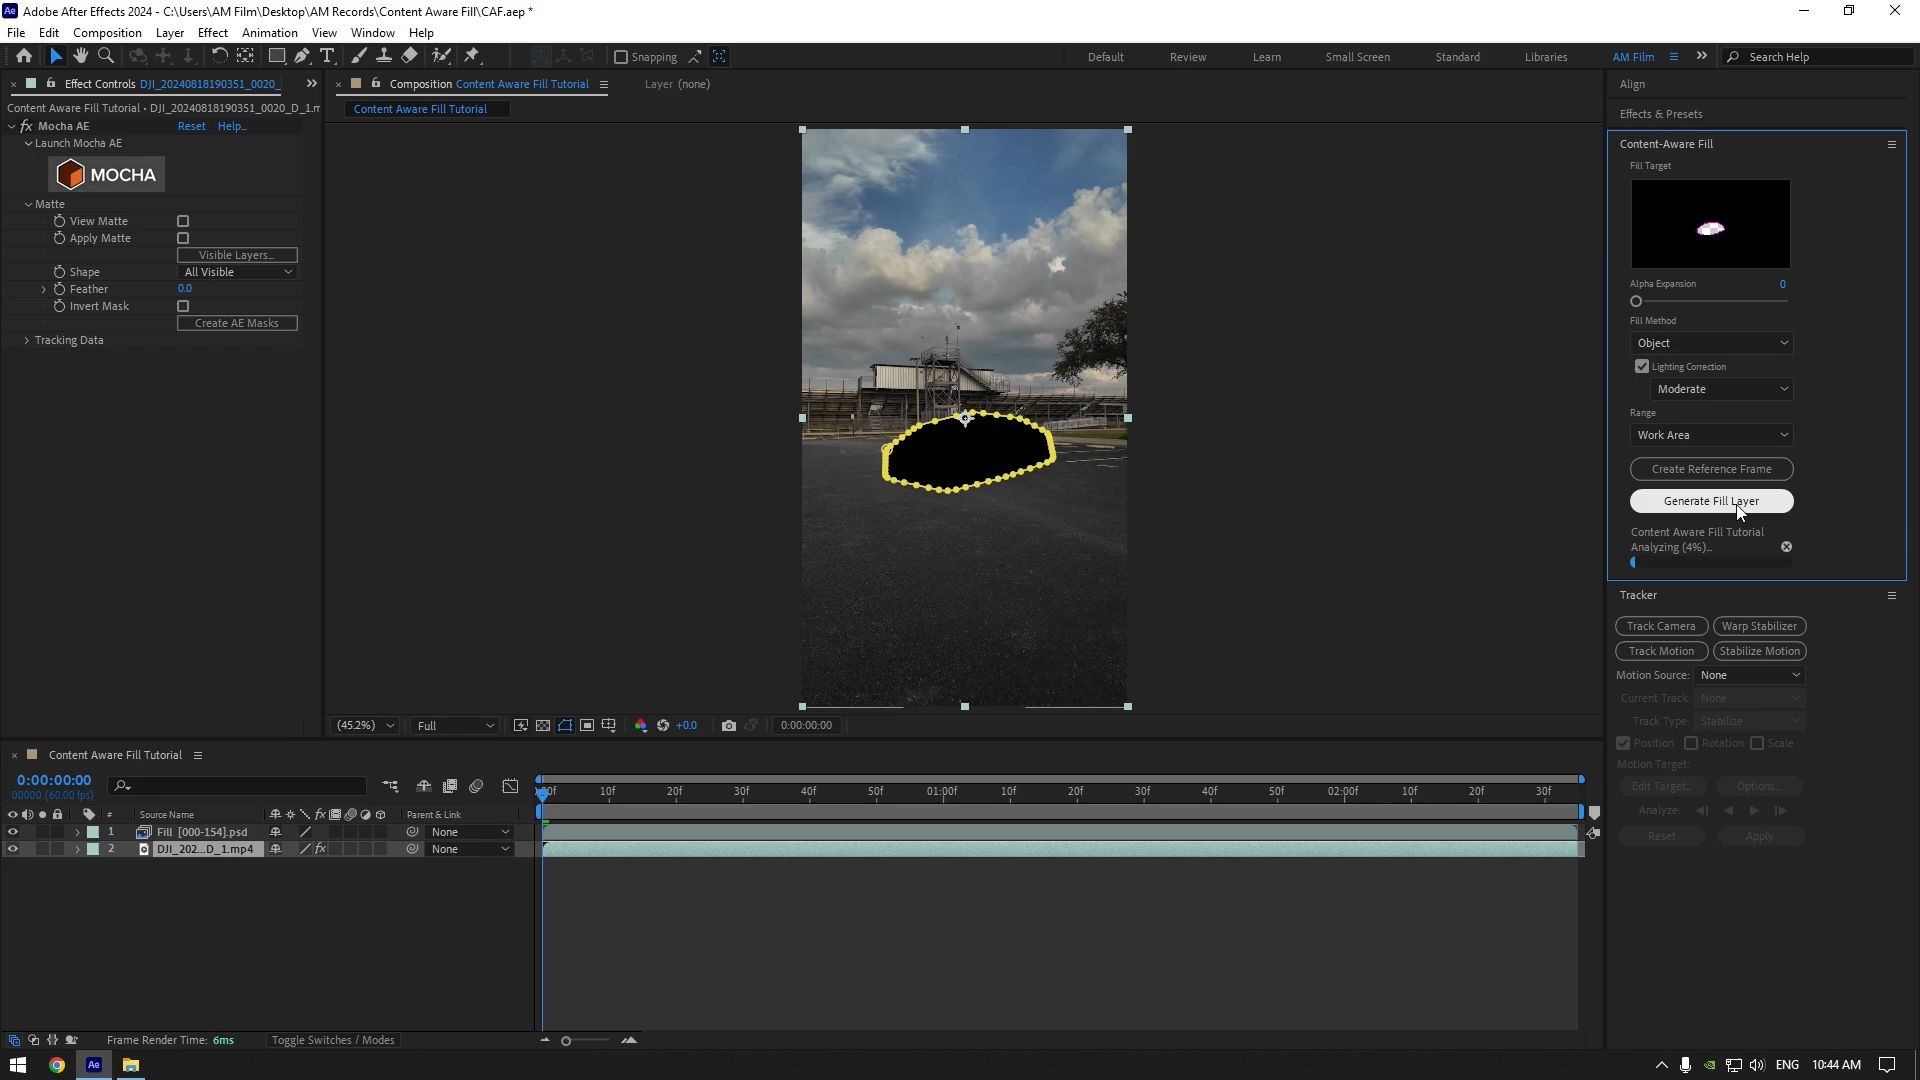 Adobe After Effects 2024 - C:\Users\AM Film\Desktop\AM Records\Content Aware Fill\CAF.aep *
File Edit Composition Layer Effect Animation View Window Help
Snapping
Default Review Learn Small Screen Standard Libraries AM Film Search Help
Effect Controls DJI_20240818190351_0020_
Composition Content Aware Fill Tutorial
Layer (none)
Align
Content Aware Fill Tutorial • DJI_20240818190351_0020_D_1.m
Content Aware Fill Tutorial
Effects & Presets
fx Mocha AE Reset Help...
Launch Mocha AE
MOCHA
Matte
View Matte
Apply Matte
Visible Layers...
Shape All Visible
Feather 0.0
Invert Mask
Create AE Masks
Tracking Data
Content-Aware Fill
Fill Target
Alpha Expansion 0
Fill Method
Object
Lighting Correction
Moderate
Range
Work Area
Create Reference Frame
Generate Fill Layer
Content Aware Fill Tutorial
Analyzing (4%)...
Tracker
Track Camera Warp Stabilizer
Track Motion Stabilize Motion
Motion Source: None
Current Track: None
Track Type: Stabilize
Position Rotation Scale
Motion Target:
Edit Target... Options...
Analyze:
Reset Apply
(45.2%) Full +0.0 0:00:00:00
Content Aware Fill Tutorial
0:00:00:00
00000 (60.00 fps)
00f 10f 20f 30f 40f 50f 01:00f 10f 20f 30f 40f 50f 02:00f 10f 20f 30f
# Source Name fx Parent & Link
1 Fill [000-154].psd None
2 DJI_202...D_1.mp4 fx None
Frame Render Time: 6ms Toggle Switches / Modes
Ae ENG 10:44 AM